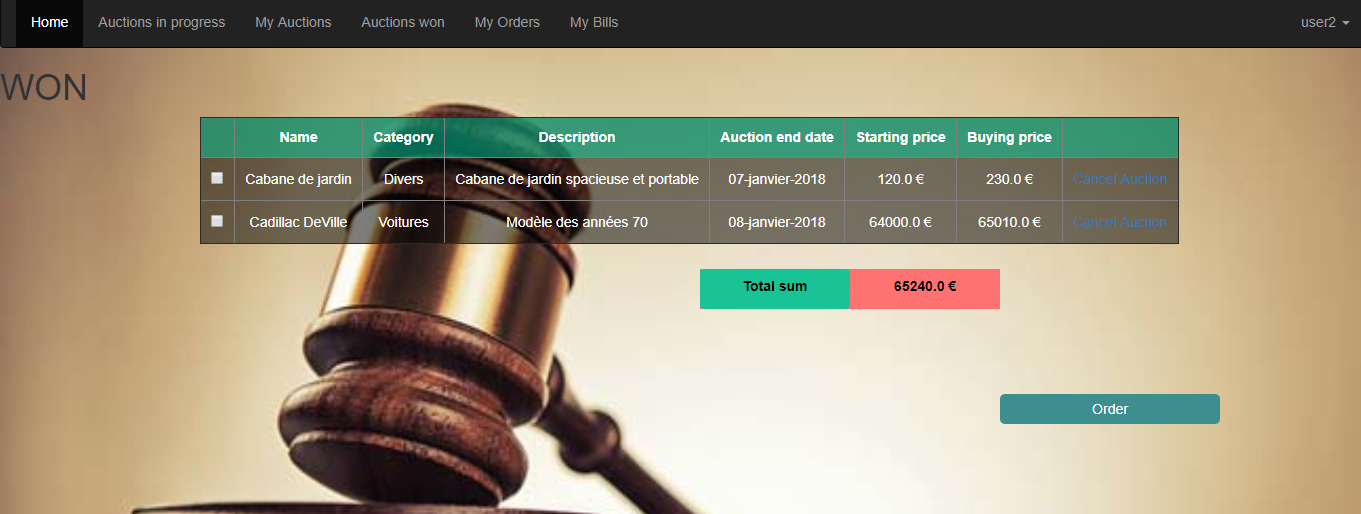 Home Auctions in progress My Auctions Auctions won My Orders My Bills user2
WON
Name Category Description Auction end date Starting price Buying price
Cabane de jardin Divers Cabane de jardin spacieuse et portable 07-janvier-2018 120.0 € 230.0 € Cancel Auction
Cadillac DeVille Voitures Modèle des années 70 08-janvier-2018 64000.0 € 65010.0 € Cancel Auction
Total sum 65240.0 €
Order